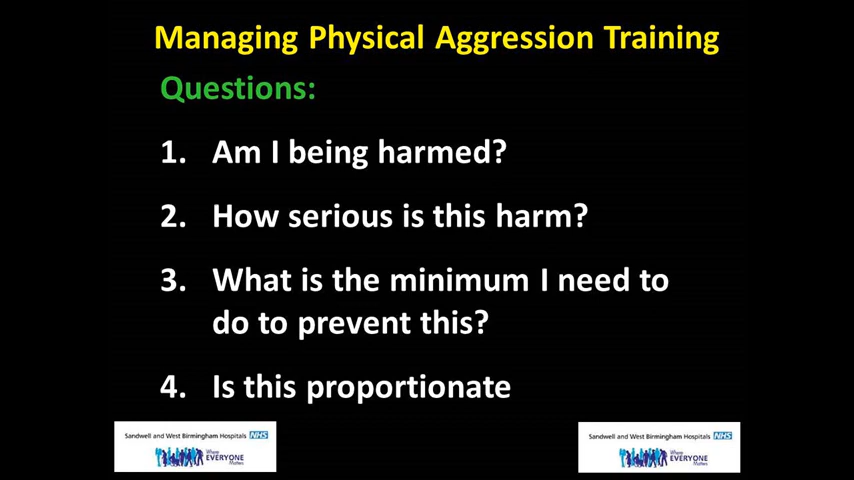 Managing Physical Aggression Training
Questions:
1. Am I being harmed?
2. How serious is this harm?
3. What is the minimum I need to
do to prevent this?
4. Is this proportionate
Sandwell and West Birmingham Hospitals NHS
Where
EVERYONE
Matters
Sandwell and West Birmingham Hospitals NHS
Where
EVERYONE
Matters